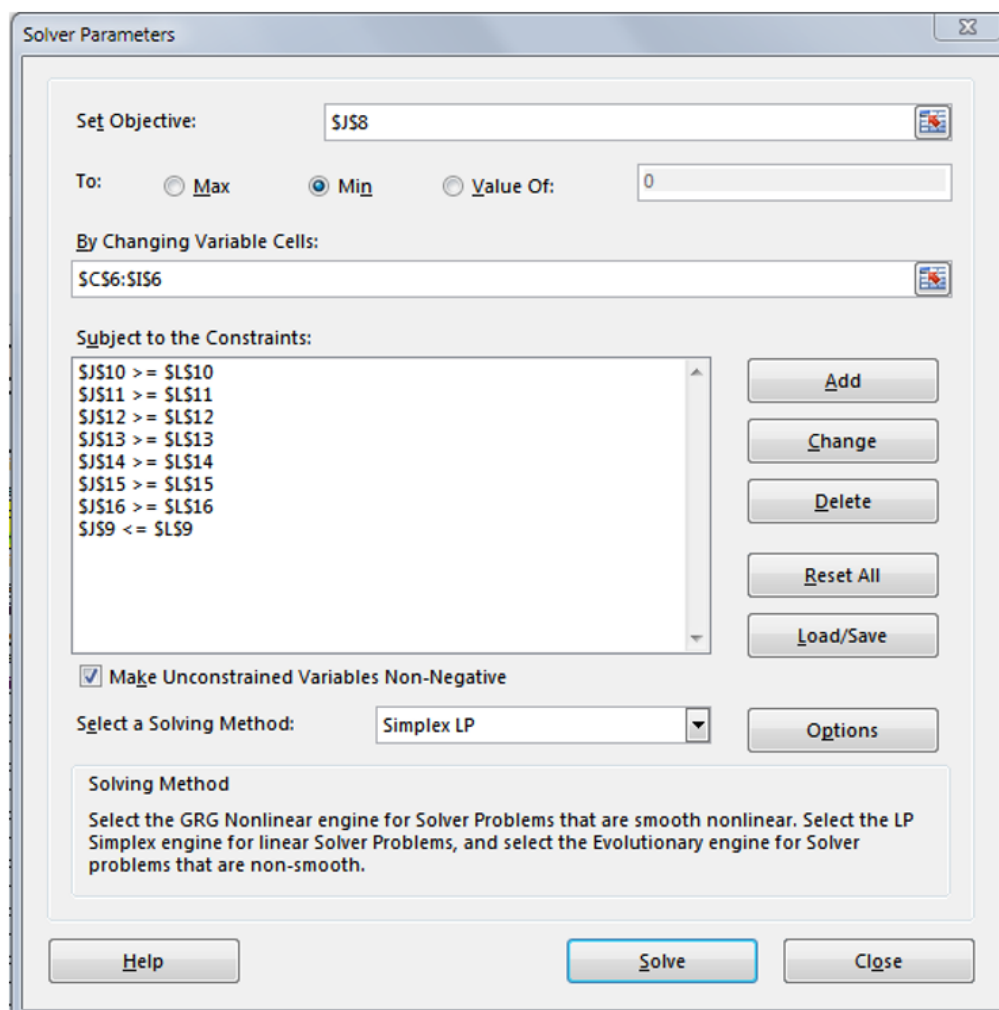 Solver Parameters
Set Objective:
$J$8
To:
Max
Min
Value Of:
0
By Changing Variable Cells:
$C$6:$I$6
Subject to the Constraints:
$J$10 >= $L$10
$J$11 >= $L$11
$J$12 >= $L$12
$J$13 >= $L$13
$J$14 >= $L$14
$J$15 >= $L$15
$J$16 >= $L$16
$J$9 <= $L$9
Add
Change
Delete
Reset All
Load/Save
Make Unconstrained Variables Non-Negative
Select a Solving Method:
Simplex LP
Options
Solving Method
Select the GRG Nonlinear engine for Solver Problems that are smooth nonlinear. Select the LP
Simplex engine for linear Solver Problems, and select the Evolutionary engine for Solver
problems that are non-smooth.
Help
Solve
Close